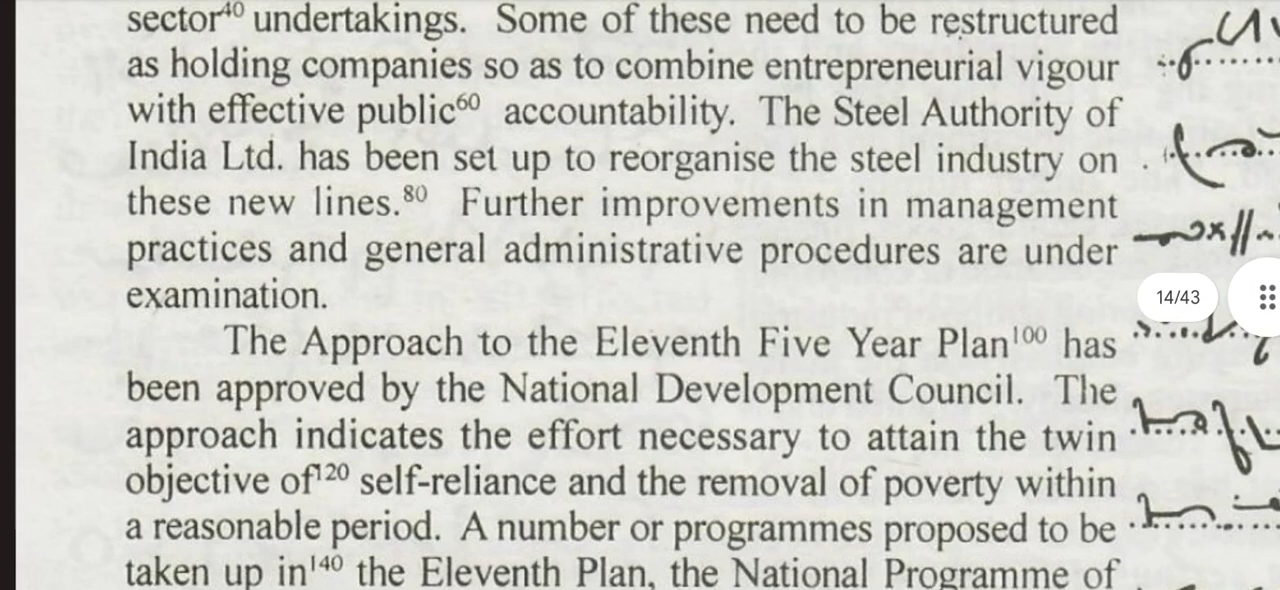 sector⁴⁰ undertakings. Some of these need to be restructured
as holding companies so as to combine entrepreneurial vigour
with effective public⁶⁰ accountability. The Steel Authority of
India Ltd. has been set up to reorganise the steel industry on
these new lines.⁸⁰ Further improvements in management
practices and general administrative procedures are under
examination.
14/43
The Approach to the Eleventh Five Year Plan¹⁰⁰ has
been approved by the National Development Council. The
approach indicates the effort necessary to attain the twin
objective of¹²⁰ self-reliance and the removal of poverty within
a reasonable period. A number or programmes proposed to be
taken up in¹⁴⁰ the Eleventh Plan, the National Programme of